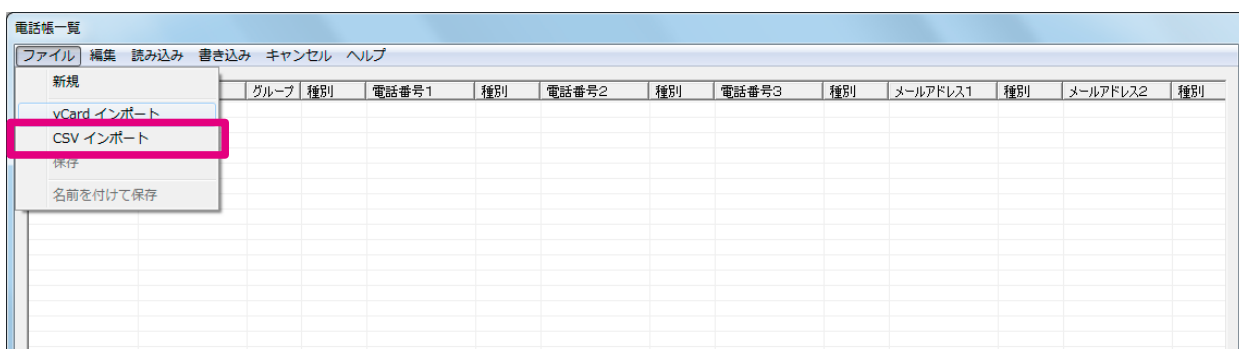 電話帳一覧
ファイル 編集 読み込み 書き込み キャンセル ヘルプ
新規
グループ 種別 電話番号1 種別 電話番号2 種別 電話番号3 種別 メールアドレス1 種別 メールアドレス2 種別
vCard インポート
CSV インポート
保存
名前を付けて保存